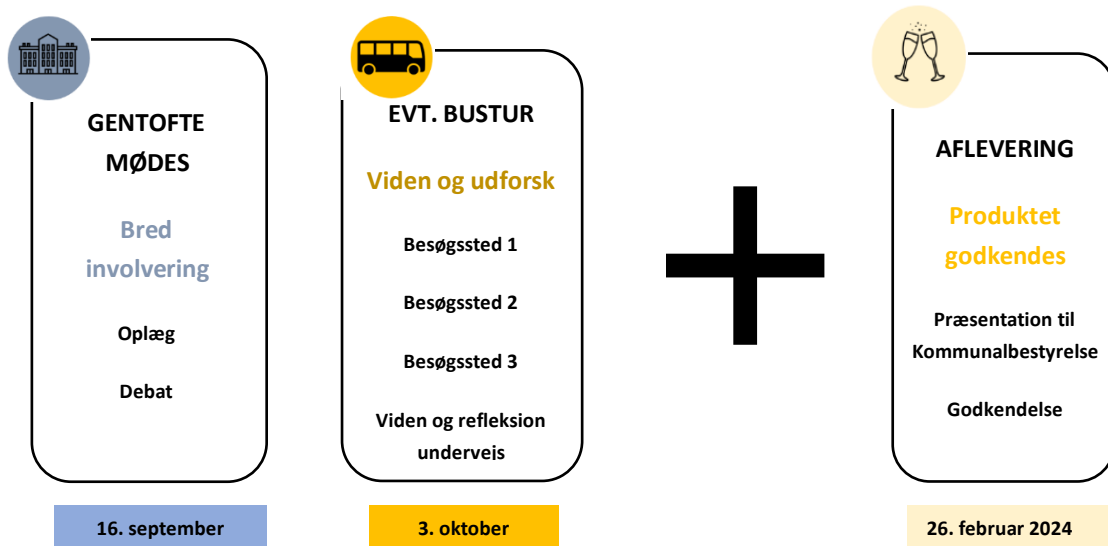 GENTOFTE
MØDES
Bred
involvering
Oplæg
Debat
16. september
EVT. BUSTUR
Viden og udforsk
Besøgssted 1
Besøgssted 2
Besøgssted 3
Viden og refleksion
undervejs
3. oktober
AFLEVERING
Produktet
godkendes
Præsentation til
Kommunalbestyrelse
Godkendelse
26. februar 2024